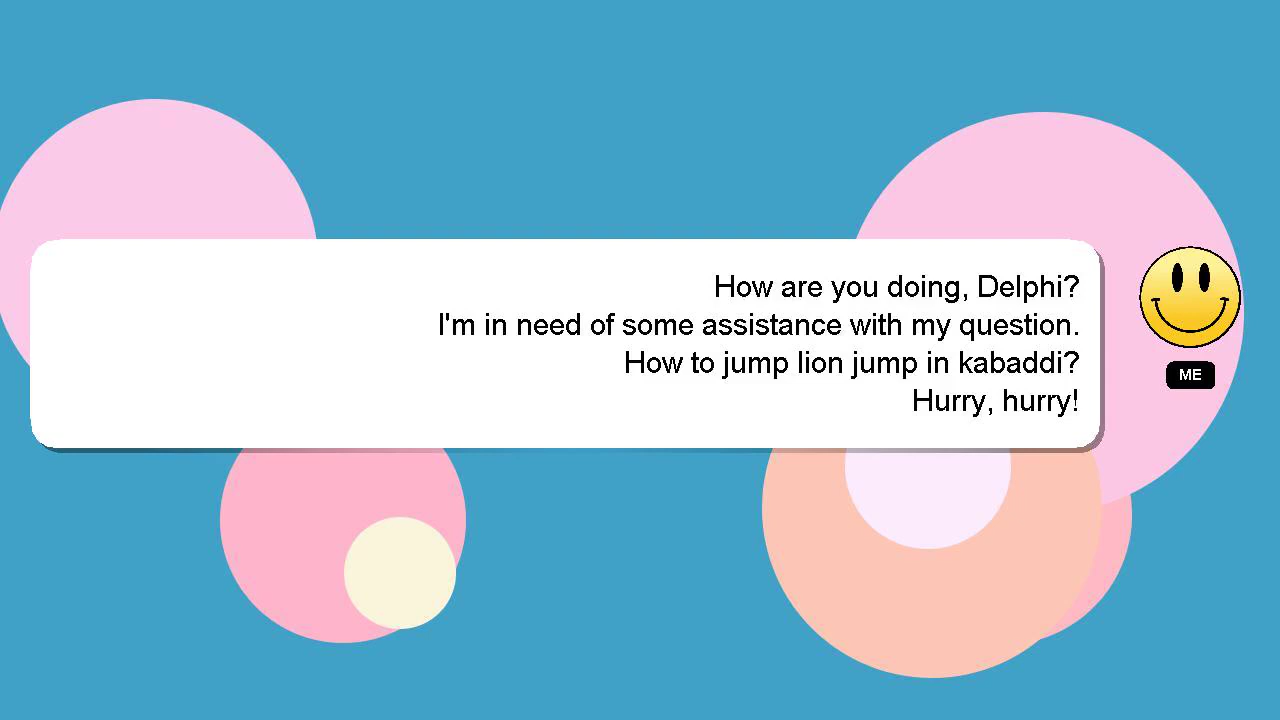 How are you doing, Delphi?
I'm in need of some assistance with my question.
How to jump lion jump in kabaddi?
Hurry, hurry!
ME